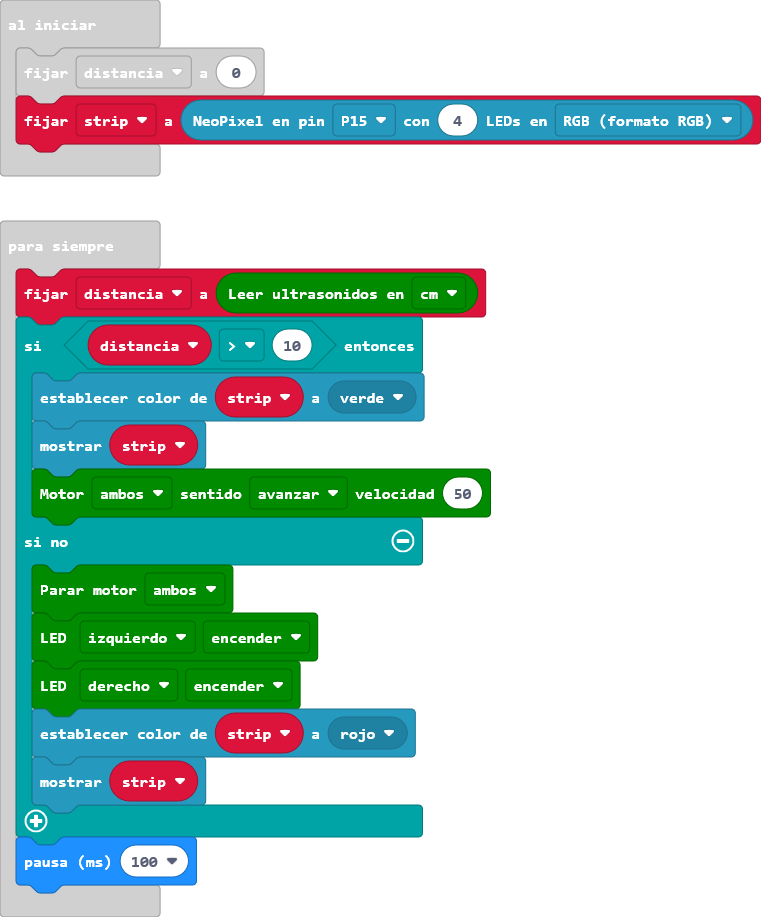 al iniciar
fijar distancia a 0
fijar strip a NeoPixel en pin P15 con 4 LEDs en RGB (formato RGB)
para siempre
fijar distancia a Leer ultrasonidos en cm
si distancia > 10 entonces
establecer color de strip a verde
mostrar strip
Motor ambos sentido avanzar velocidad 50
si no
Parar motor ambos
LED izquierdo encender
LED derecho encender
establecer color de strip a rojo
mostrar strip
pausa (ms) 100